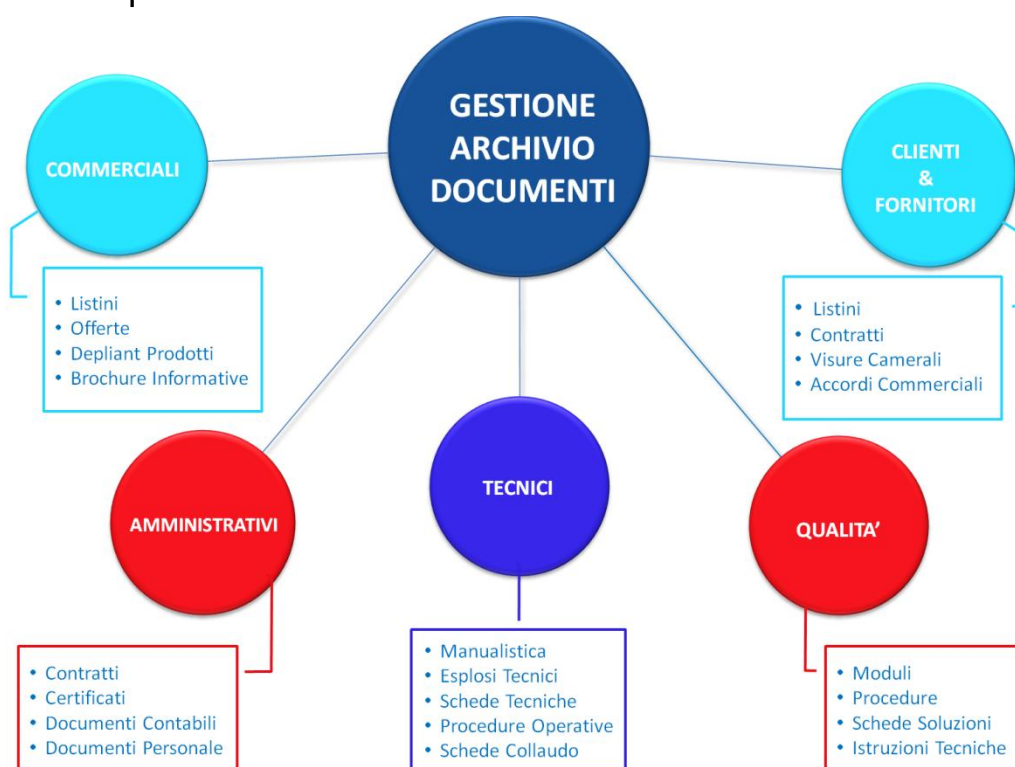 GESTIONE
ARCHIVIO
DOCUMENTI
COMMERCIALI
CLIENTI
&
FORNITORI
• Listini
• Offerte
• Depliant Prodotti
• Brochure Informative
• Listini
• Contratti
• Visure Camerali
• Accordi Commerciali
AMMINISTRATIVI
TECNICI
QUALITA’
• Contratti
• Certificati
• Documenti Contabili
• Documenti Personale
• Manualistica
• Esplosi Tecnici
• Schede Tecniche
• Procedure Operative
• Schede Collaudo
• Moduli
• Procedure
• Schede Soluzioni
• Istruzioni Tecniche